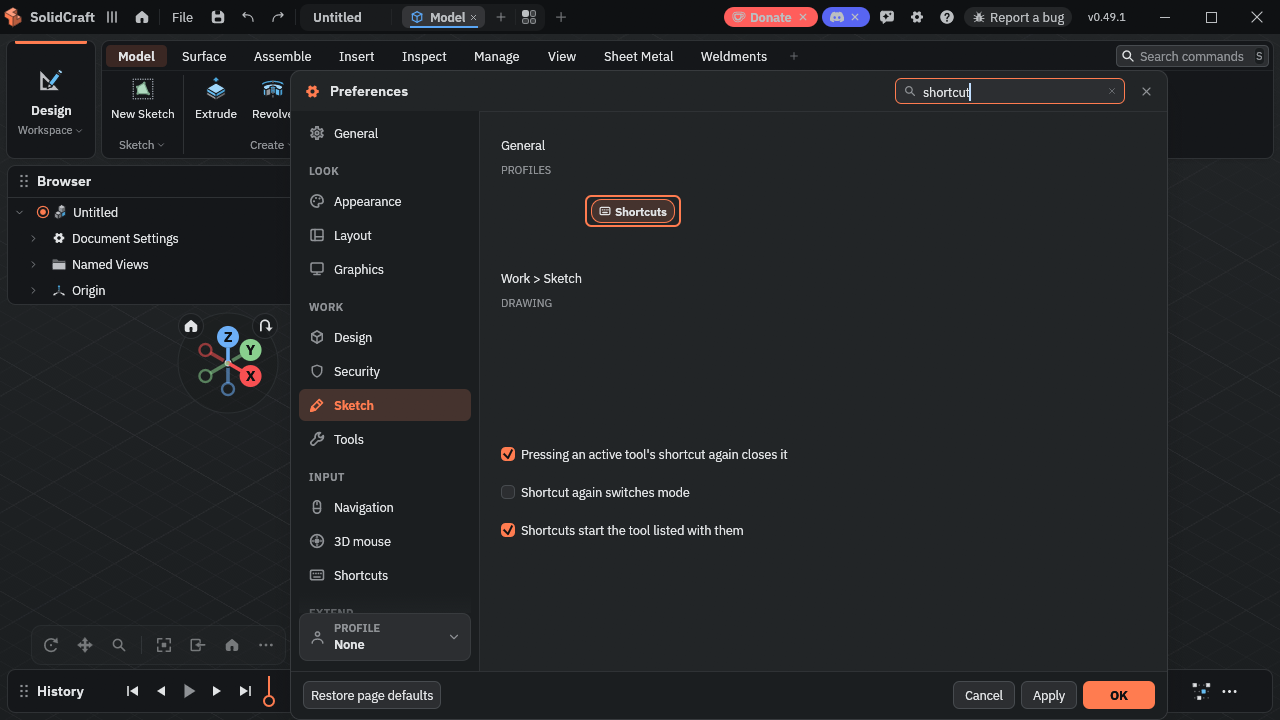 SolidCraft
File
Untitled
Model
Donate
Report a bug
v0.49.1
Model
Surface
Assemble
Insert
Inspect
Manage
View
Sheet Metal
Weldments
Search commands
S
Design
Workspace
New Sketch
Extrude
Sketch
Create
Preferences
shortcut
Browser
Untitled
Document Settings
Named Views
Origin
Z
Y
X
General
LOOK
Appearance
Layout
Graphics
WORK
Design
Security
Sketch
Tools
INPUT
Navigation
3D mouse
Shortcuts
EXTEND
PROFILE
None
General
PROFILES
Shortcuts
Work > Sketch
DRAWING
Pressing an active tool's shortcut again closes it
Shortcut again switches mode
Shortcuts start the tool listed with them
History
Restore page defaults
Cancel
Apply
OK